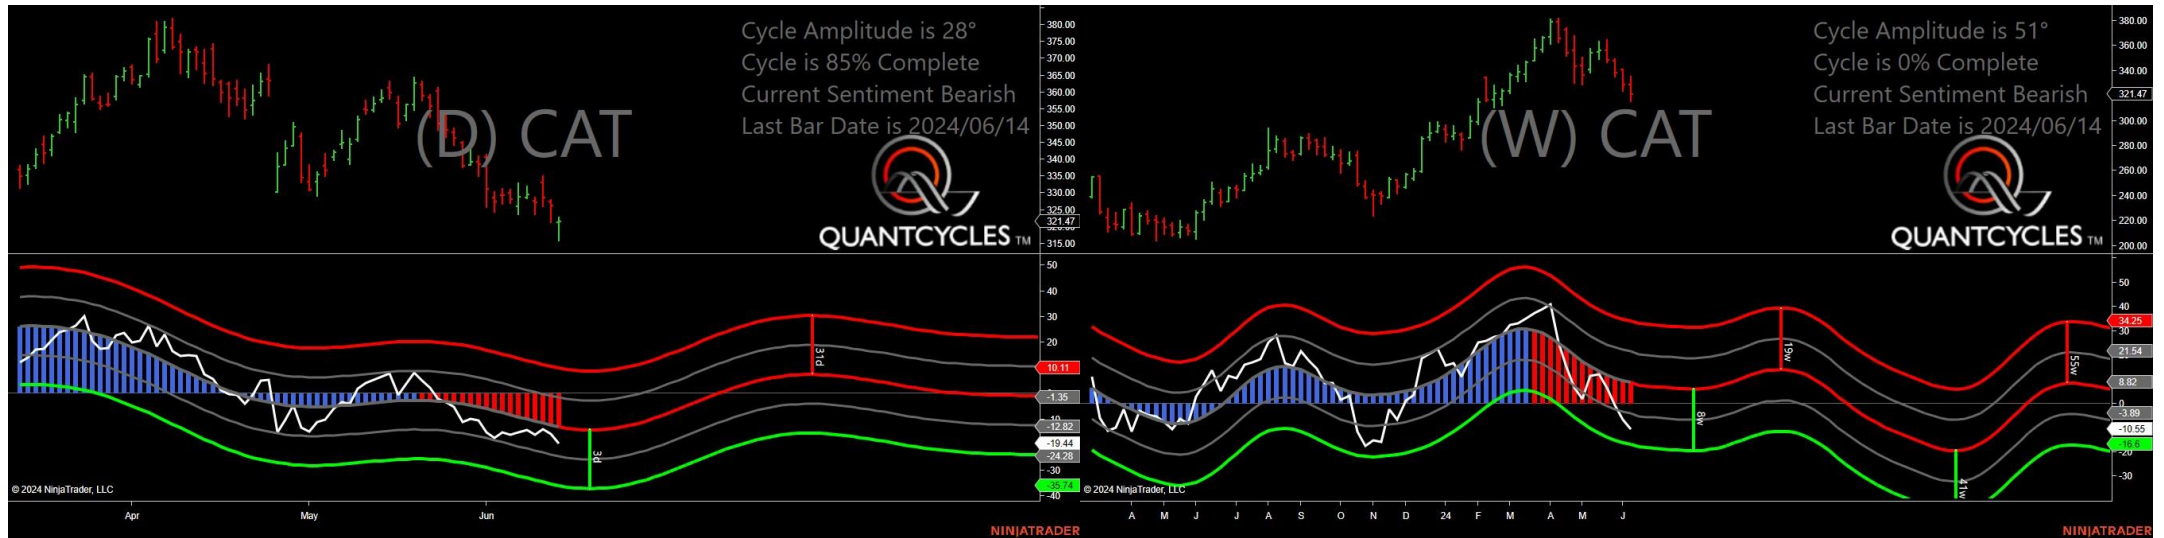 Cycle Amplitude is 28°
Cycle is 85% Complete
Current Sentiment Bearish
Last Bar Date is 2024/06/14
(D) CAT
QUANTCYCLES TM
380.00
375.00
370.00
365.00
360.00
355.00
350.00
345.00
340.00
335.00
330.00
325.00
321.47
315.00
50
40
30
20
10.11
-1.35
-12.82
-19.44
-24.28
-30
-35.74
-40
31d
3d
© 2024 NinjaTrader, LLC
Apr
May
Jun
NINJATRADER
Cycle Amplitude is 51°
Cycle is 0% Complete
Current Sentiment Bearish
Last Bar Date is 2024/06/14
(W) CAT
QUANTCYCLES TM
380.00
360.00
340.00
321.47
300.00
280.00
260.00
240.00
220.00
200.00
50
40
34.25
30
21.54
8.82
0
-3.89
-10.55
-16.6
-20
-30
19w
55w
8w
41w
© 2024 NinjaTrader, LLC
A M J J A S O N D 24 F M A M J
NINJATRADER